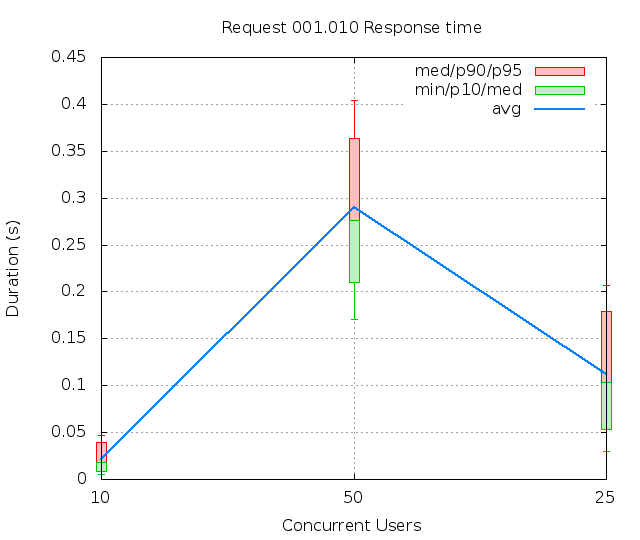 Request 001.010 Response time
med/p90/p95
min/p10/med
avg
0.45
0.4
0.35
0.3
0.25
0.2
0.15
0.1
0.05
0
Duration (s)
10 50 25
Concurrent Users